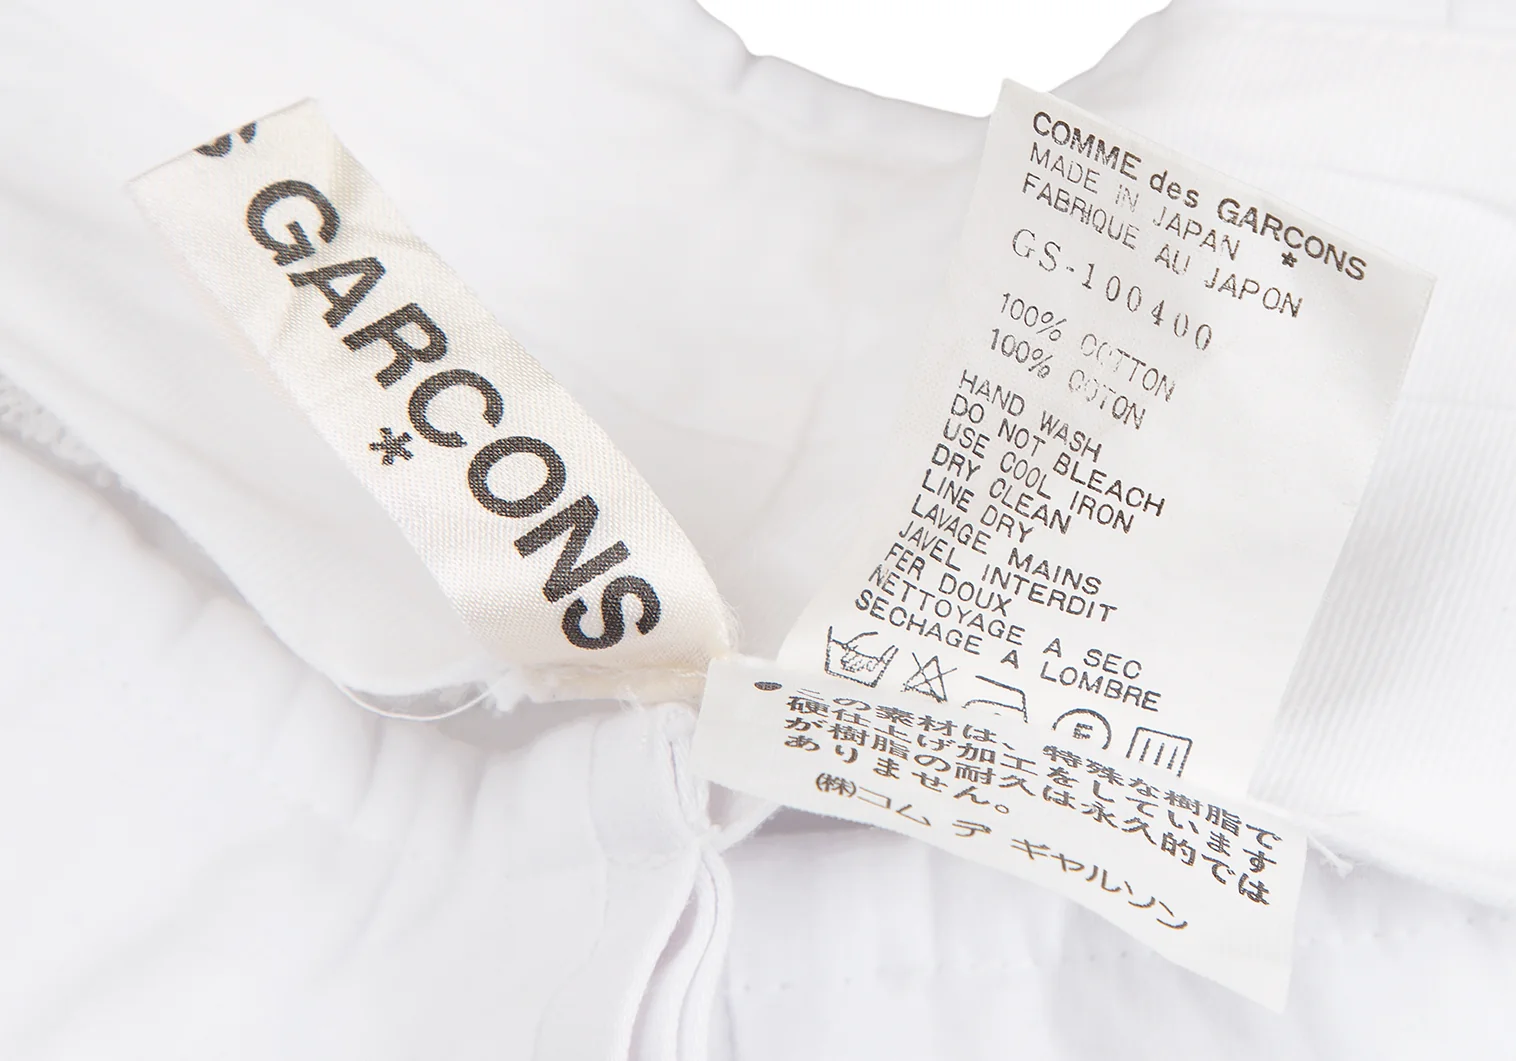 GARCONS
*
COMME des GARCONS
*
MADE IN JAPAN
FABRIQUE AU JAPON
GS-100400
100% COTTON
100% COTON
HAND WASH
DO NOT BLEACH
USE COOL IRON
DRY CLEAN
LINE DRY
LAVAGE MAINS
JAVEL INTERDIT
FER DOUX
NETTOYAGE A SEC
SECHAGE A LOMBRE
F
●この素材は、特殊な樹脂で
硬仕上げ加工をしています
が樹脂の耐久は永久的では
ありません。
㈱コム デ ギャルソン